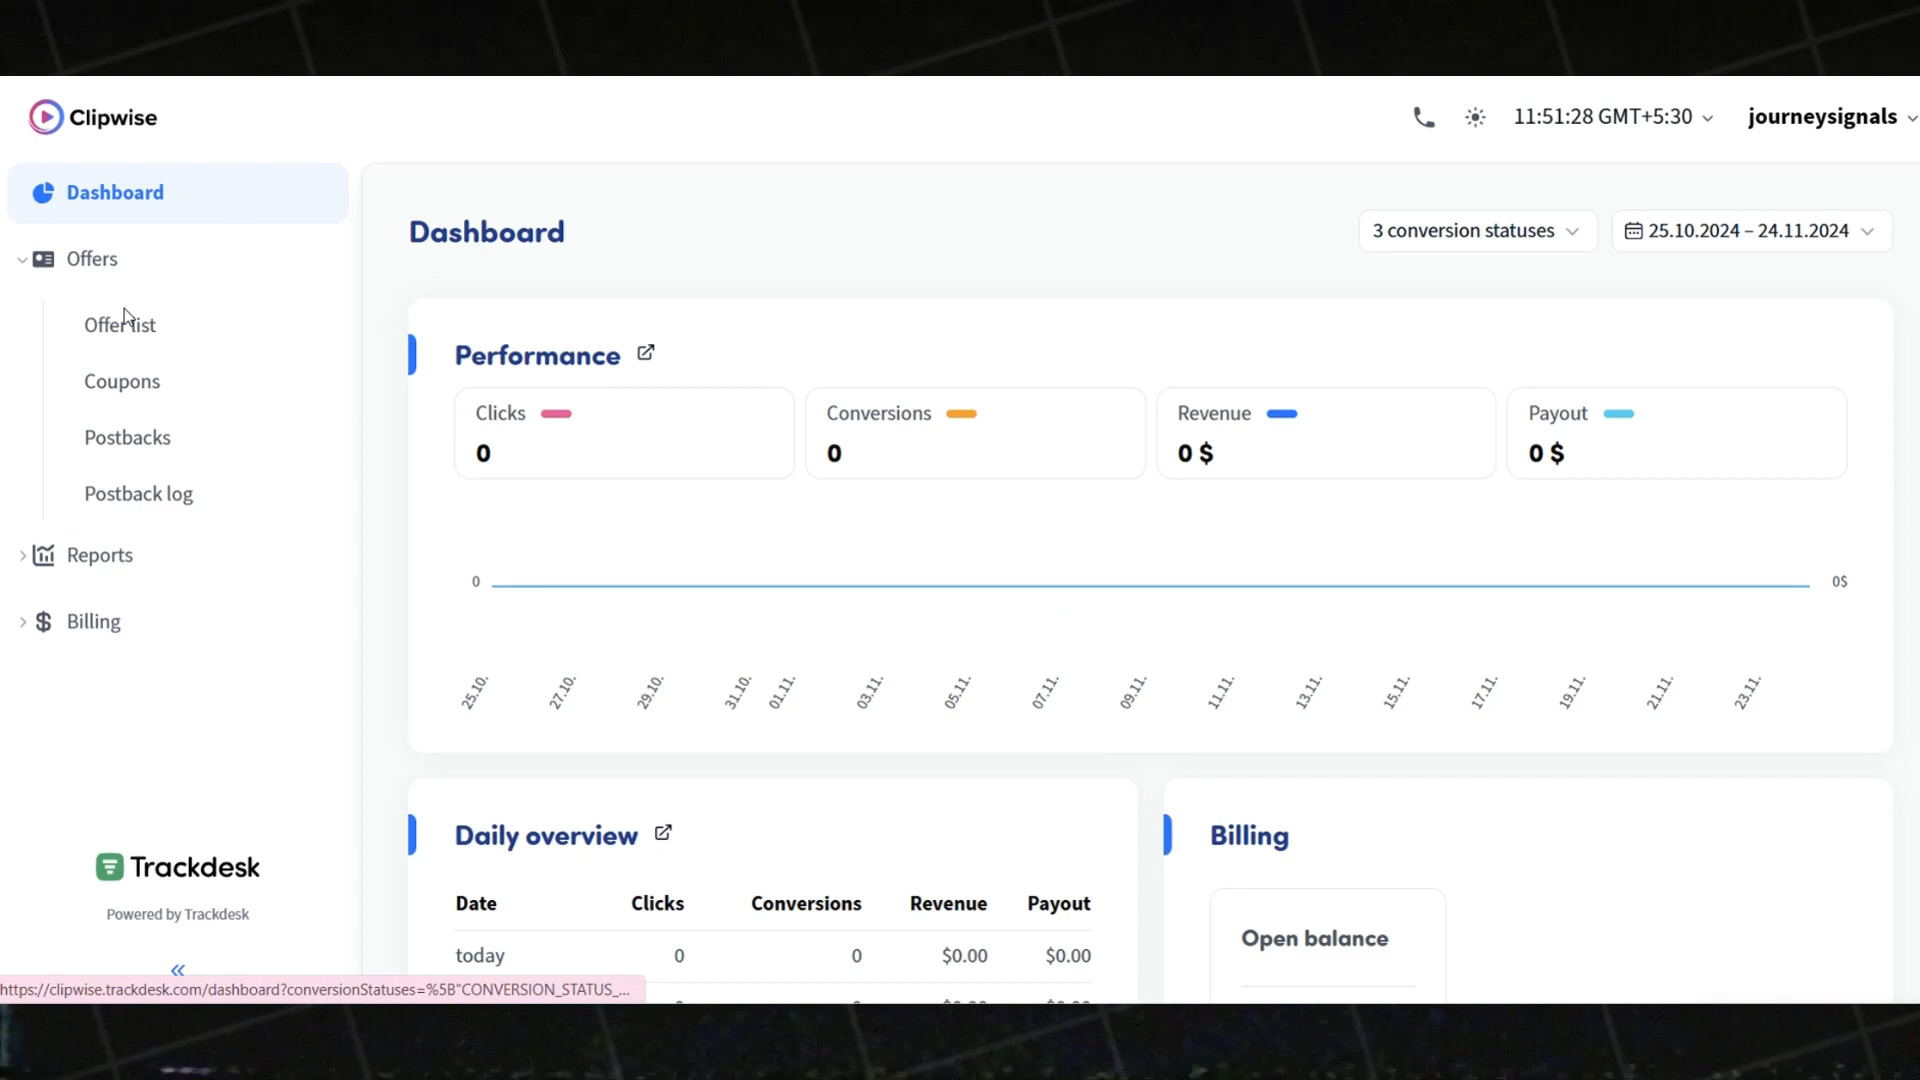 Clipwise
11:51:28 GMT+5:30
journeysignals
Dashboard
Offers
Offer list
Coupons
Postbacks
Postback log
Reports
Billing
Trackdesk
Powered by Trackdesk
https://clipwise.trackdesk.com/dashboard?conversionStatuses=%5B"CONVERSION_STATUS_...
Dashboard
3 conversion statuses
25.10.2024 – 24.11.2024
Performance
Clicks
0
Conversions
0
Revenue
0 $
Payout
0 $
0
0$
25.10. 27.10. 29.10. 31.10. 01.11. 03.11. 05.11. 07.11. 09.11. 11.11. 13.11. 15.11. 17.11. 19.11. 21.11. 23.11.
Daily overview
Date Clicks Conversions Revenue Payout
today 0 0 $0.00 $0.00
Billing
Open balance